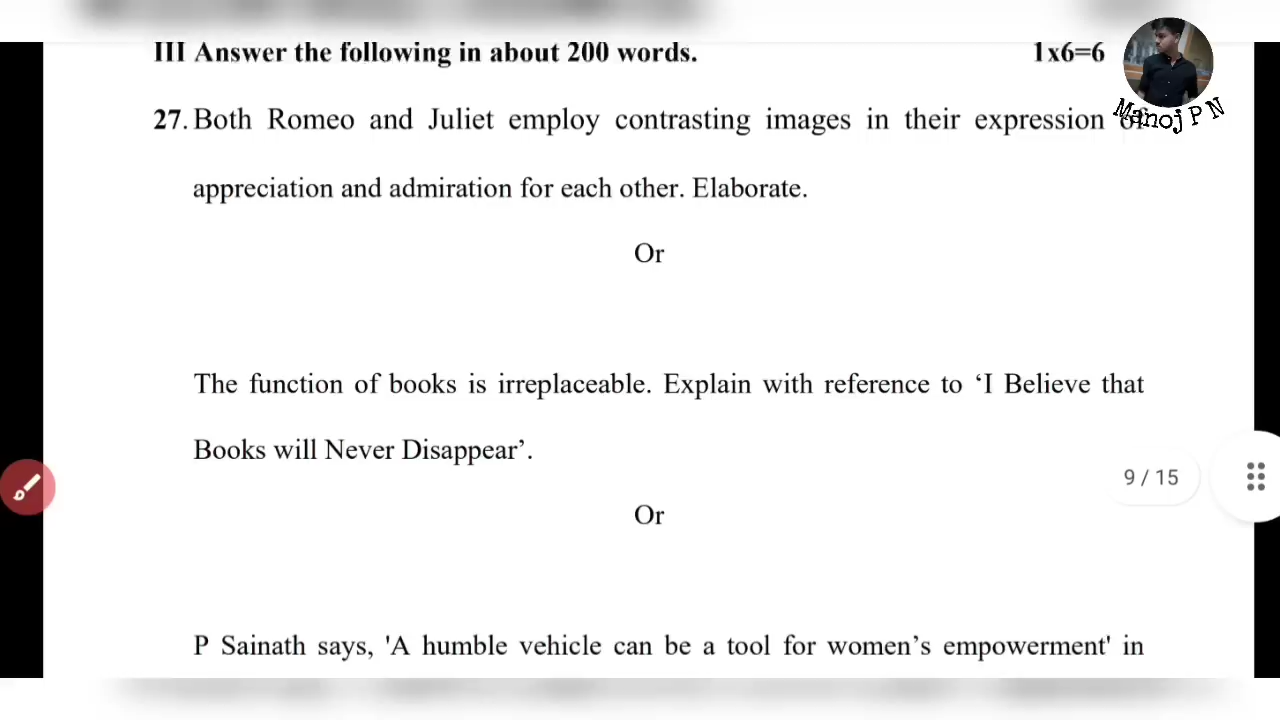 III Answer the following in about 200 words. 1x6=6
Manoj P N
27. Both Romeo and Juliet employ contrasting images in their expression of
appreciation and admiration for each other. Elaborate.
Or
The function of books is irreplaceable. Explain with reference to ‘I Believe that
Books will Never Disappear’.
9 / 15
Or
P Sainath says, 'A humble vehicle can be a tool for women’s empowerment' in